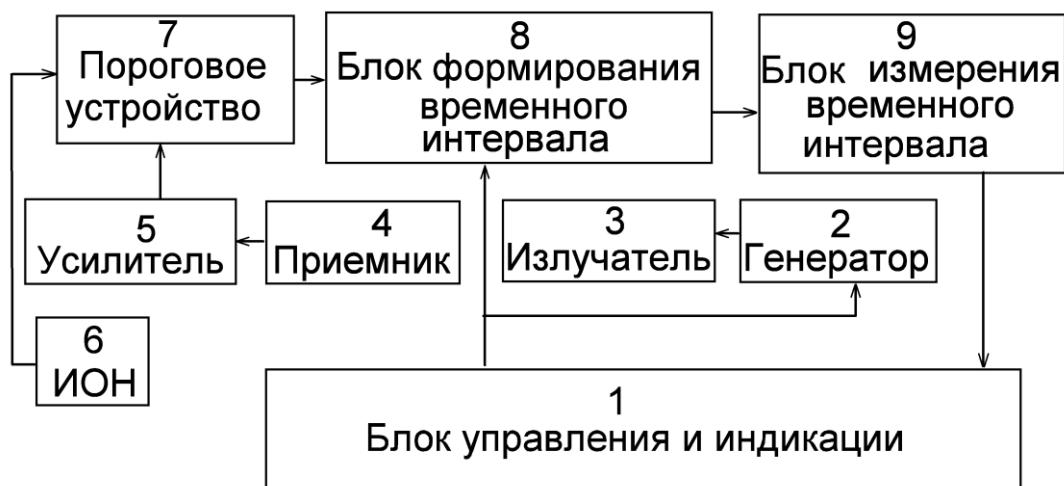 7
Пороговое
устройство
8
Блок формирования
временного
интервала
9
Блок измерения
временного
интервала
5
Усилитель
4
Приемник
3
Излучатель
2
Генератор
6
ИОН
1
Блок управления и индикации